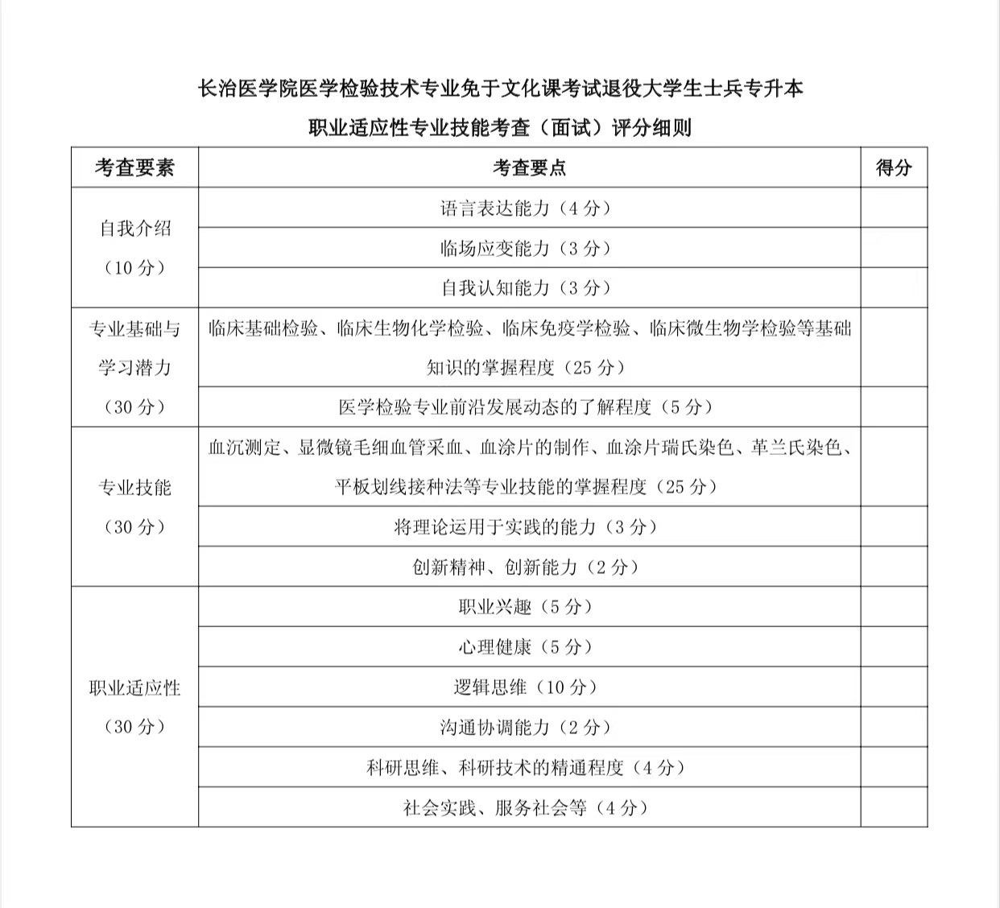 长治医学院医学检验技术专业免于文化课考试退役大学生士兵专升本
职业适应性专业技能考查（面试）评分细则
考查要素 考查要点 得分
自我介绍
（10 分）
语言表达能力（4 分）
临场应变能力（3 分）
自我认知能力（3 分）
专业基础与
学习潜力
（30 分）
临床基础检验、临床生物化学检验、临床免疫学检验、临床微生物学检验等基础
知识的掌握程度（25 分）
医学检验专业前沿发展动态的了解程度（5 分）
专业技能
（30 分）
血沉测定、显微镜毛细血管采血、血涂片的制作、血涂片瑞氏染色、革兰氏染色、
平板划线接种法等专业技能的掌握程度（25 分）
将理论运用于实践的能力（3 分）
创新精神、创新能力（2 分）
职业适应性
（30 分）
职业兴趣（5 分）
心理健康（5 分）
逻辑思维（10 分）
沟通协调能力（2 分）
科研思维、科研技术的精通程度（4 分）
社会实践、服务社会等（4 分）